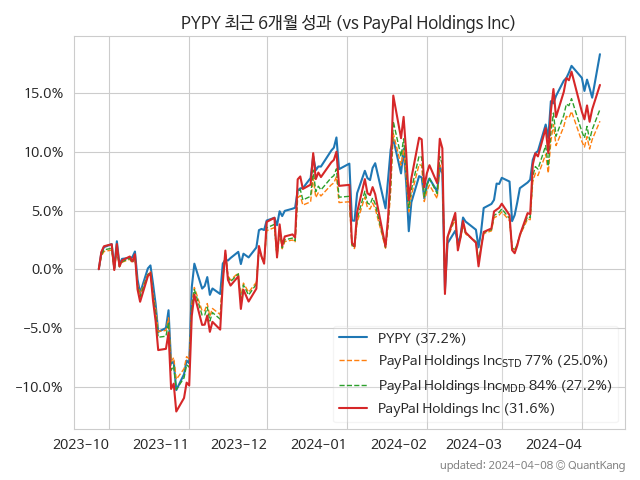 PYPY 최근 6개월 성과 (vs PayPal Holdings Inc)
15.0%
10.0%
5.0%
0.0%
−5.0%
−10.0%
PYPY (37.2%)
PayPal Holdings IncSTD 77% (25.0%)
PayPal Holdings IncMDD 84% (27.2%)
PayPal Holdings Inc (31.6%)
2023-10 2023-11 2023-12 2024-01 2024-02 2024-03 2024-04
updated: 2024-04-08 © QuantKang